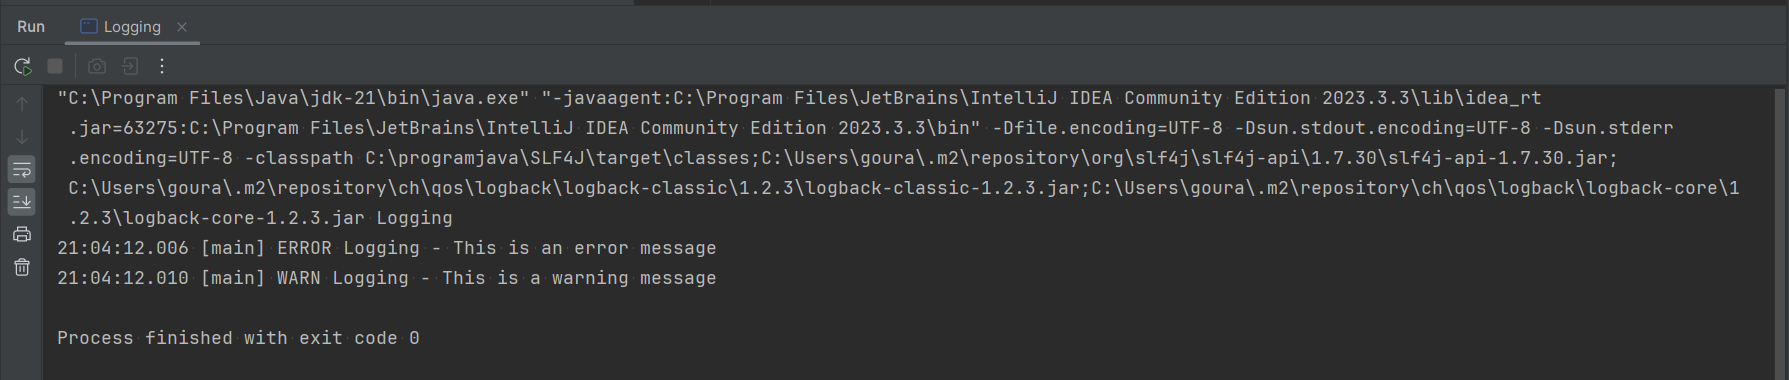 Run
Logging
"C:\Program Files\Java\jdk-21\bin\java.exe" "-javaagent:C:\Program Files\JetBrains\IntelliJ IDEA Community Edition 2023.3.3\lib\idea_rt
.jar=63275:C:\Program Files\JetBrains\IntelliJ IDEA Community Edition 2023.3.3\bin" -Dfile.encoding=UTF-8 -Dsun.stdout.encoding=UTF-8 -Dsun.stderr
.encoding=UTF-8 -classpath C:\programjava\SLF4J\target\classes;C:\Users\goura\.m2\repository\org\slf4j\slf4j-api\1.7.30\slf4j-api-1.7.30.jar;
C:\Users\goura\.m2\repository\ch\qos\logback\logback-classic\1.2.3\logback-classic-1.2.3.jar;C:\Users\goura\.m2\repository\ch\qos\logback\logback-core\1
.2.3\logback-core-1.2.3.jar Logging
21:04:12.006 [main] ERROR Logging - This is an error message
21:04:12.010 [main] WARN Logging - This is a warning message
Process finished with exit code 0